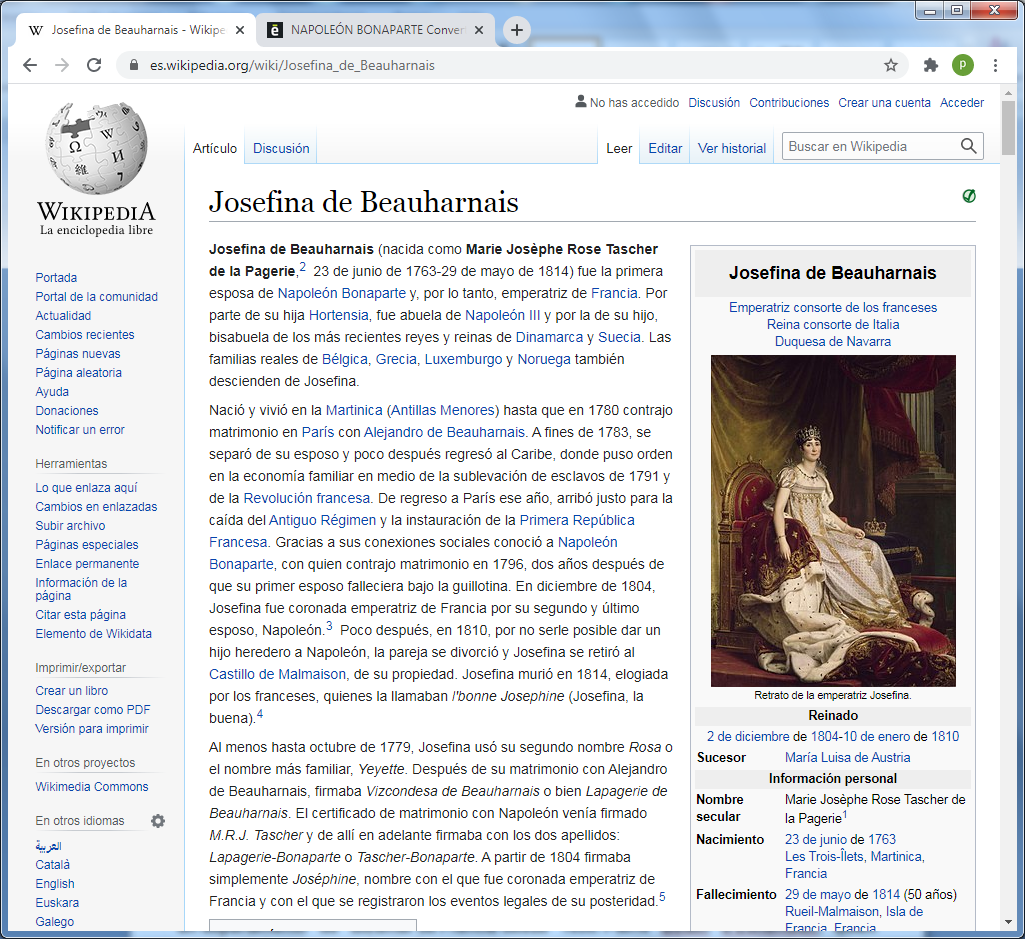 Josefina de Beauharnais - Wikipe
NAPOLEÓN BONAPARTE Conver
es.wikipedia.org/wiki/Josefina_de_Beauharnais
p
No has accedido Discusión Contribuciones Crear una cuenta Acceder
Artículo Discusión Leer Editar Ver historial Buscar en Wikipedia
WIKIPEDIA
La enciclopedia libre
Portada
Portal de la comunidad
Actualidad
Cambios recientes
Páginas nuevas
Página aleatoria
Ayuda
Donaciones
Notificar un error
Herramientas
Lo que enlaza aquí
Cambios en enlazadas
Subir archivo
Páginas especiales
Enlace permanente
Información de la
página
Citar esta página
Elemento de Wikidata
Imprimir/exportar
Crear un libro
Descargar como PDF
Versión para imprimir
En otros proyectos
Wikimedia Commons
En otros idiomas
العربية
Català
English
Euskara
Galego
Josefina de Beauharnais
Josefina de Beauharnais (nacida como Marie Josèphe Rose Tascher
de la Pagerie,2 23 de junio de 1763-29 de mayo de 1814) fue la primera
esposa de Napoleón Bonaparte y, por lo tanto, emperatriz de Francia. Por
parte de su hija Hortensia, fue abuela de Napoleón III y por la de su hijo,
bisabuela de los más recientes reyes y reinas de Dinamarca y Suecia. Las
familias reales de Bélgica, Grecia, Luxemburgo y Noruega también
descienden de Josefina.
Nació y vivió en la Martinica (Antillas Menores) hasta que en 1780 contrajo
matrimonio en París con Alejandro de Beauharnais. A fines de 1783, se
separó de su esposo y poco después regresó al Caribe, donde puso orden
en la economía familiar en medio de la sublevación de esclavos de 1791 y
de la Revolución francesa. De regreso a París ese año, arribó justo para la
caída del Antiguo Régimen y la instauración de la Primera República
Francesa. Gracias a sus conexiones sociales conoció a Napoleón
Bonaparte, con quien contrajo matrimonio en 1796, dos años después de
que su primer esposo falleciera bajo la guillotina. En diciembre de 1804,
Josefina fue coronada emperatriz de Francia por su segundo y último
esposo, Napoleón.3 Poco después, en 1810, por no serle posible dar un
hijo heredero a Napoleón, la pareja se divorció y Josefina se retiró al
Castillo de Malmaison, de su propiedad. Josefina murió en 1814, elogiada
por los franceses, quienes la llamaban l'bonne Josephine (Josefina, la
buena).4
Al menos hasta octubre de 1779, Josefina usó su segundo nombre Rosa o
el nombre más familiar, Yeyette. Después de su matrimonio con Alejandro
de Beauharnais, firmaba Vizcondesa de Beauharnais o bien Lapagerie de
Beauharnais. El certificado de matrimonio con Napoleón venía firmado
M.R.J. Tascher y de allí en adelante firmaba con los dos apellidos:
Lapagerie-Bonaparte o Tascher-Bonaparte. A partir de 1804 firmaba
simplemente Joséphine, nombre con el que fue coronada emperatriz de
Francia y con el que se registraron los eventos legales de su posteridad.5
Josefina de Beauharnais
Emperatriz consorte de los franceses
Reina consorte de Italia
Duquesa de Navarra
Retrato de la emperatriz Josefina.
Reinado
2 de diciembre de 1804-10 de enero de 1810
Sucesor María Luisa de Austria
Información personal
Nombre secular Marie Josèphe Rose Tascher de
la Pagerie1
Nacimiento 23 de junio de 1763
Les Trois-Îlets, Martinica,
Francia
Fallecimiento 29 de mayo de 1814 (50 años)
Rueil-Malmaison, Isla de
Francia, Francia